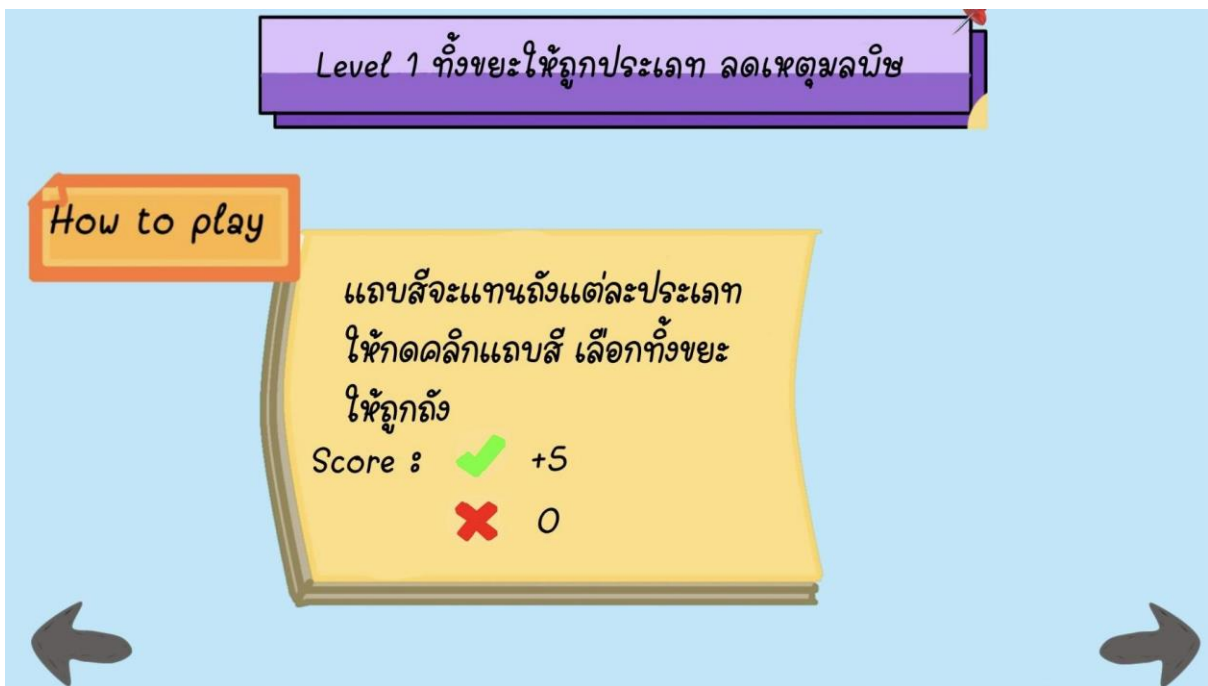 Level 1 ทิ้งขยะให้ถูกประเภท ลดเหตุมลพิษ
How to play
แถบสีจะแทนถังแต่ละประเภท
ให้กดคลิกแถบสี เลือกทิ้งขยะ
ให้ถูกถัง
Score : +5
0